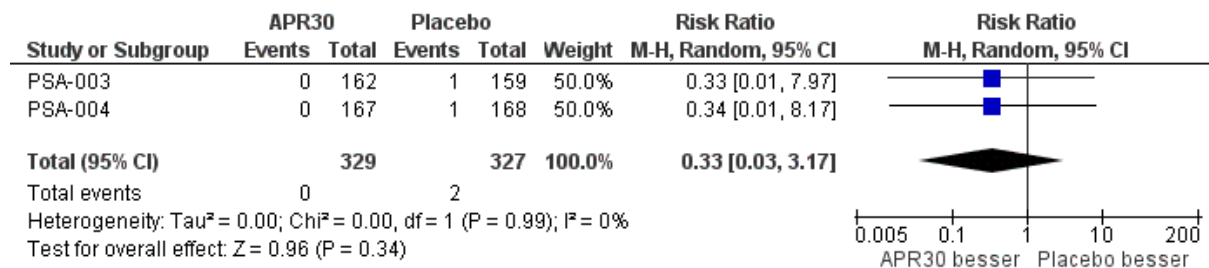 APR30 Placebo Risk Ratio Risk Ratio
Study or Subgroup Events Total Events Total Weight M-H, Random, 95% CI M-H, Random, 95% CI
PSA-003 0 162 1 159 50.0% 0.33 [0.01, 7.97]
PSA-004 0 167 1 168 50.0% 0.34 [0.01, 8.17]
Total (95% CI) 329 327 100.0% 0.33 [0.03, 3.17]
Total events 0 2
Heterogeneity: Tau² = 0.00; Chi² = 0.00, df = 1 (P = 0.99); I² = 0%
Test for overall effect: Z = 0.96 (P = 0.34)
0.005 0.1 1 10 200
APR30 besser Placebo besser